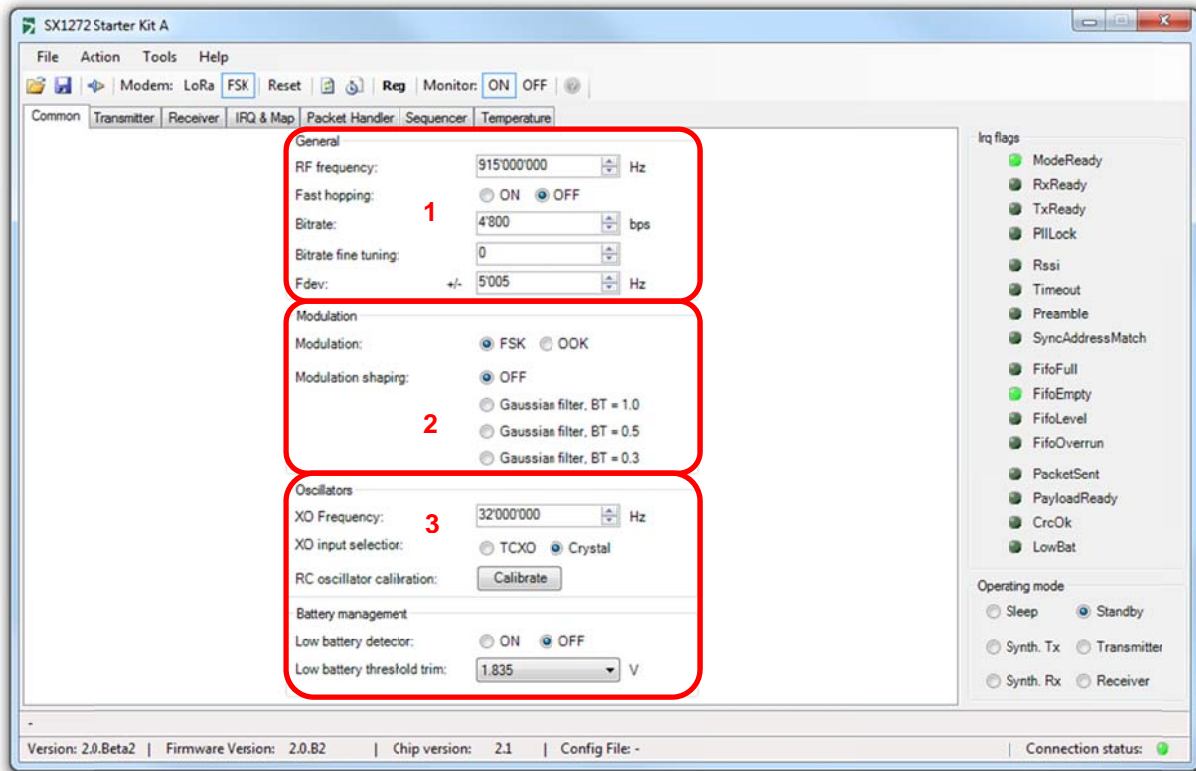 SX1272 Starter Kit A
File Action Tools Help
Modem: LoRa FSK Reset Reg Monitor: ON OFF
Common Transmitter Receiver IRQ & Map Packet Handler Sequencer Temperature
General
RF frequency: 915'000'000 Hz
Fast hopping: ON OFF
1
Bitrate: 4'800 bps
Bitrate fine tuning: 0
Fdev: +/- 5'005 Hz
Modulation
Modulation: FSK OOK
Modulation shaping: OFF
Gaussian filter, BT = 1.0
2
Gaussian filter, BT = 0.5
Gaussian filter, BT = 0.3
Oscillators
XO Frequency: 32'000'000 Hz
3
XO input selection: TCXO Crystal
RC oscillator calibration: Calibrate
Battery management
Low battery detector: ON OFF
Low battery threshold trim: 1.835 V
Irq flags
ModeReady
RxReady
TxReady
PllLock
Rssi
Timeout
Preamble
SyncAddressMatch
FifoFull
FifoEmpty
FifoLevel
FifoOverrun
PacketSent
PayloadReady
CrcOk
LowBat
Operating mode
Sleep Standby
Synth. Tx Transmitter
Synth. Rx Receiver
-
Version: 2.0.Beta2 | Firmware Version: 2.0.B2 | Chip version: 2.1 | Config File: - | Connection status: